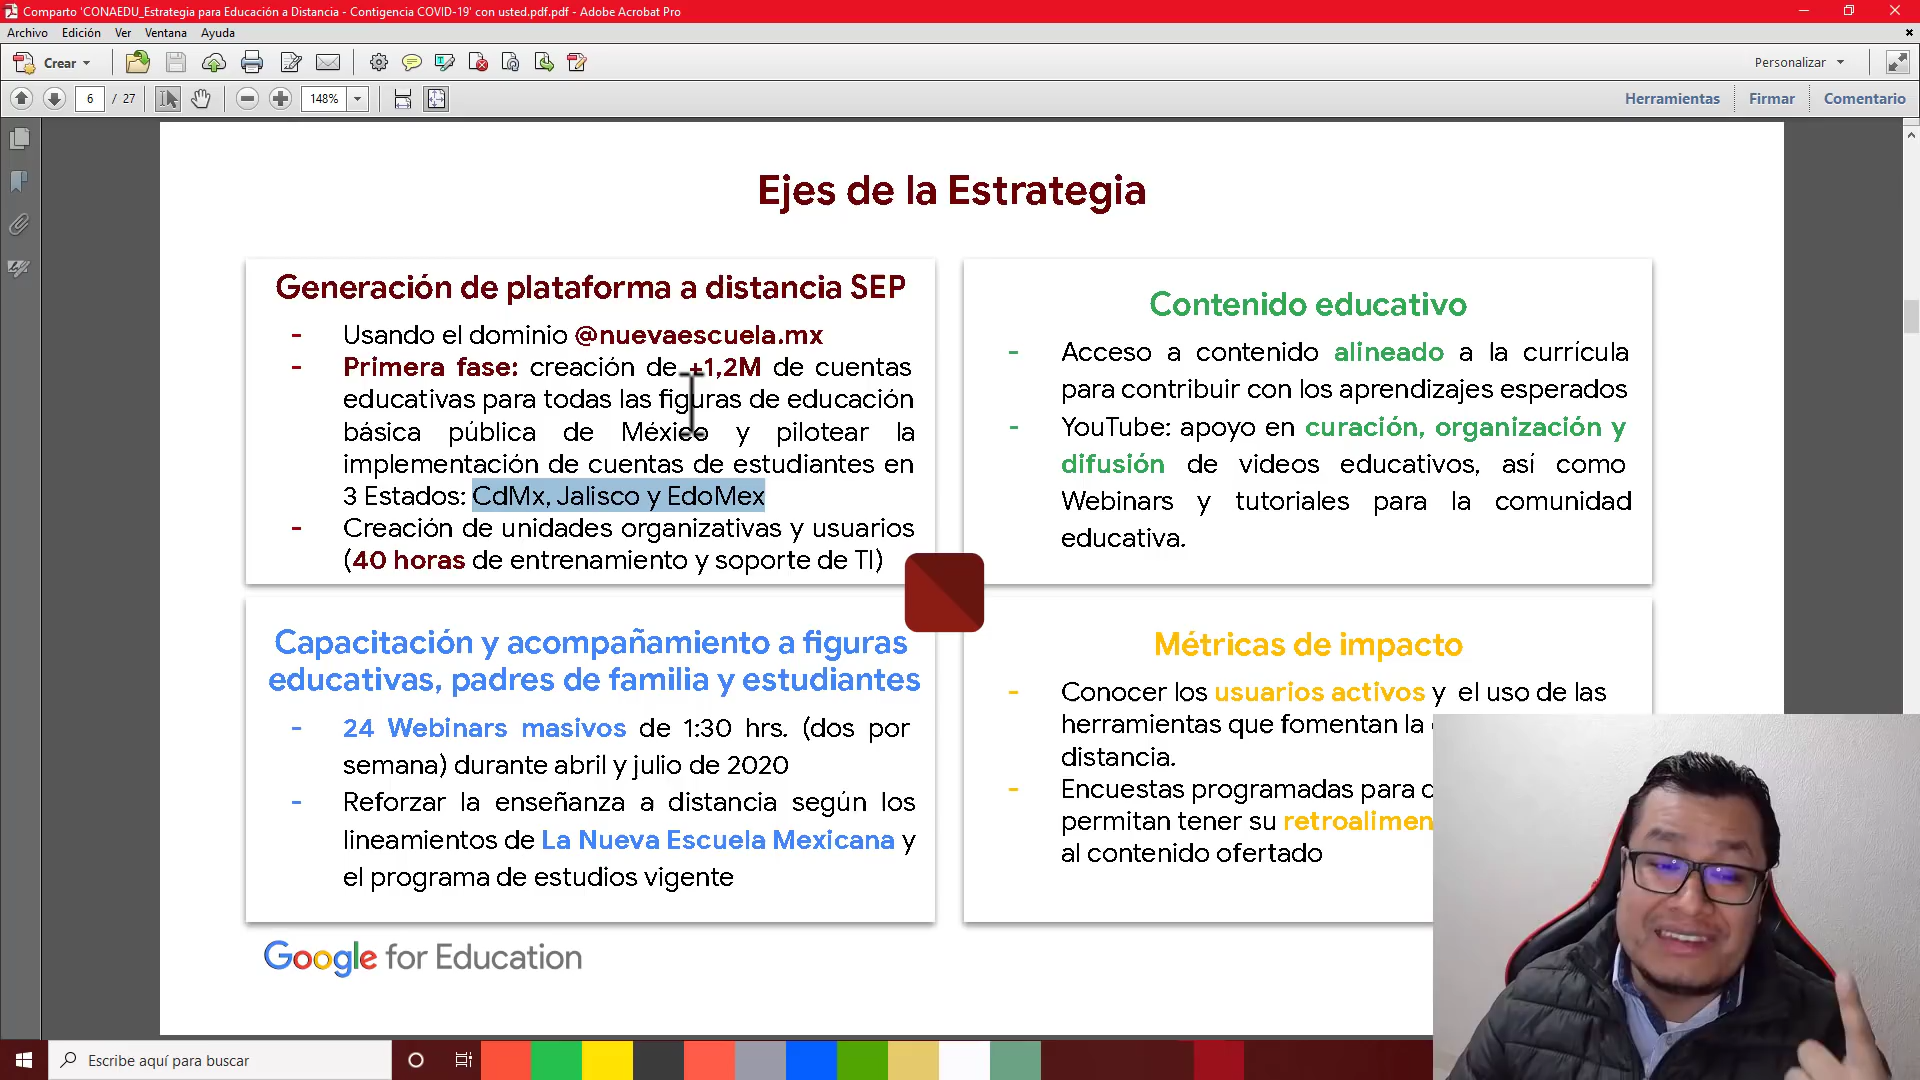 Comparto 'CONAEDU_Estrategia para Educación a Distancia - Contigencia COVID-19' con usted.pdf.pdf - Adobe Acrobat Pro
Archivo Edición Ver Ventana Ayuda
Crear
Personalizar
6 / 27
148%
Herramientas Firmar Comentario
Ejes de la Estrategia
Generación de plataforma a distancia SEP
- Usando el dominio @nuevaescuela.mx
- Primera fase: creación de +1,2M de cuentas
educativas para todas las figuras de educación
básica pública de México y pilotear la
implementación de cuentas de estudiantes en
3 Estados: CdMx, Jalisco y EdoMex
- Creación de unidades organizativas y usuarios
(40 horas de entrenamiento y soporte de TI)
Contenido educativo
- Acceso a contenido alineado a la currícula
para contribuir con los aprendizajes esperados
- YouTube: apoyo en curación, organización y
difusión de videos educativos, así como
Webinars y tutoriales para la comunidad
educativa.
Capacitación y acompañamiento a figuras
educativas, padres de familia y estudiantes
- 24 Webinars masivos de 1:30 hrs. (dos por
semana) durante abril y julio de 2020
- Reforzar la enseñanza a distancia según los
lineamientos de La Nueva Escuela Mexicana y
el programa de estudios vigente
Métricas de impacto
- Conocer los usuarios activos y el uso de las
herramientas que fomentan la
distancia.
- Encuestas programadas para
permitan tener su retroalimen
al contenido ofertado
Google for Education
Escribe aquí para buscar